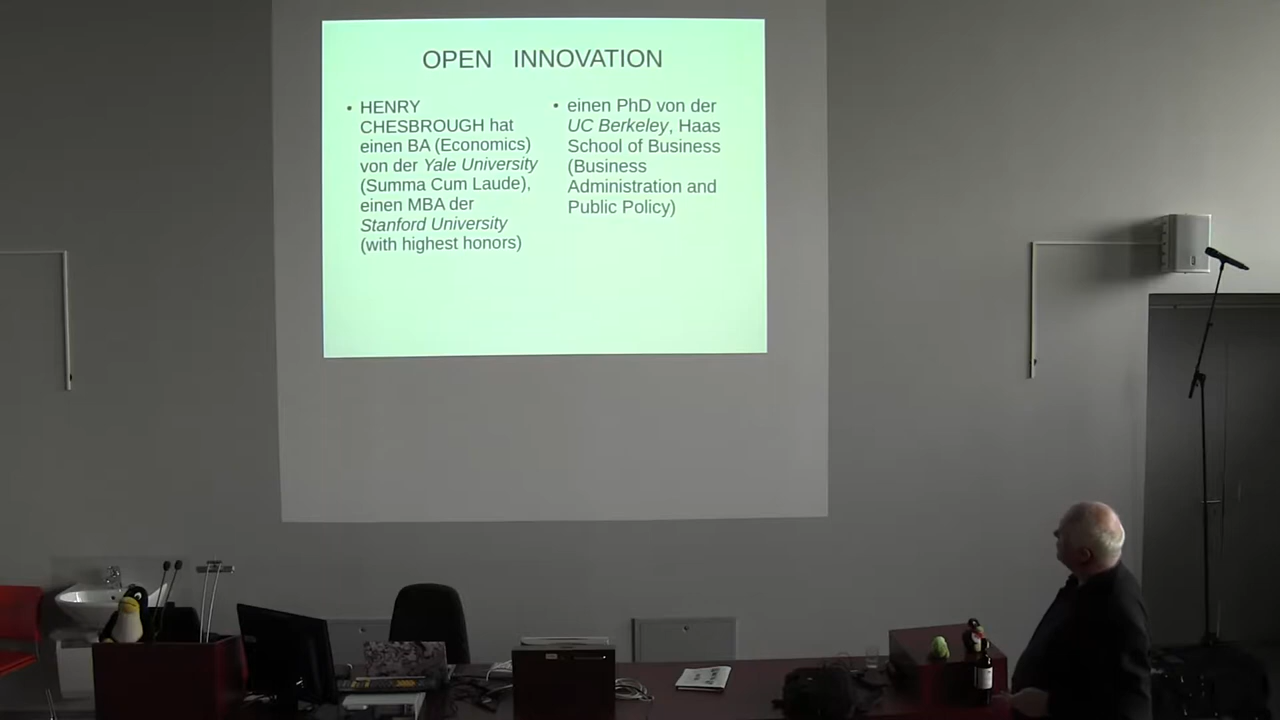 OPEN INNOVATION
• HENRY
CHESBROUGH hat
einen BA (Economics)
von der Yale University
(Summa Cum Laude),
einen MBA der
Stanford University
(with highest honors)
• einen PhD von der
UC Berkeley, Haas
School of Business
(Business
Administration and
Public Policy)